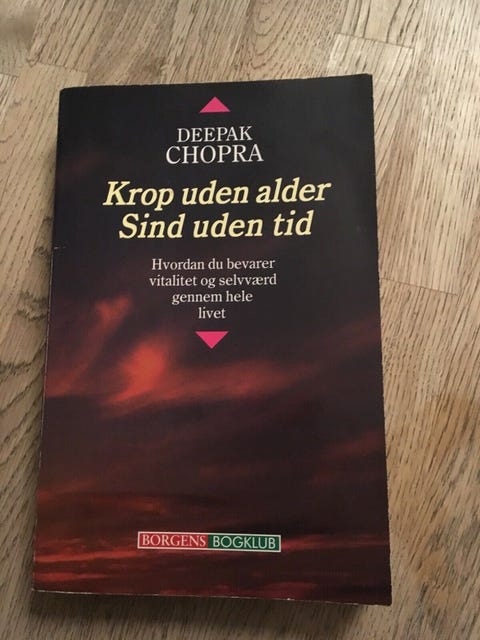 DEEPAK
CHOPRA
Krop uden alder
Sind uden tid
Hvordan du bevarer
vitalitet og selvværd
gennem hele
livet
BORGENS BOGKLUB